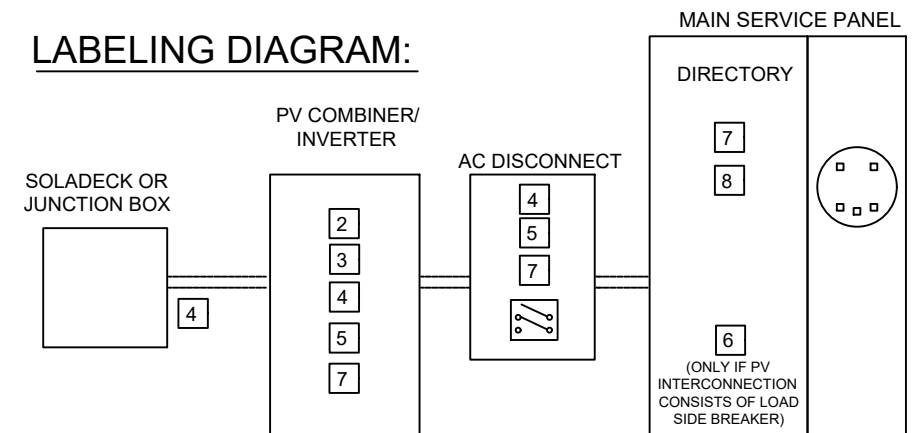 LABELING DIAGRAM:
SOLADECK OR
JUNCTION BOX
4
PV COMBINER/
INVERTER
2
3
4
5
7
AC DISCONNECT
4
5
7
MAIN SERVICE PANEL
DIRECTORY
7
8
6
(ONLY IF PV
INTERCONNECTION
CONSISTS OF LOAD
SIDE BREAKER)